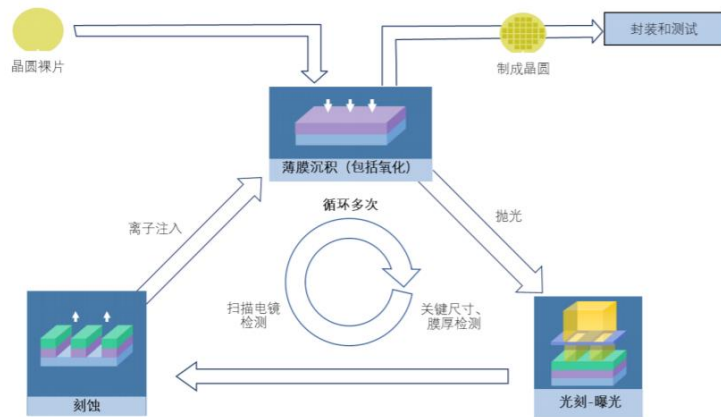 封装和测试
晶圆裸片
制成晶圆
薄膜沉积（包括氧化）
循环多次
抛光
离子注入
扫描电镜
检测
关键尺寸、
膜厚检测
刻蚀
光刻-曝光